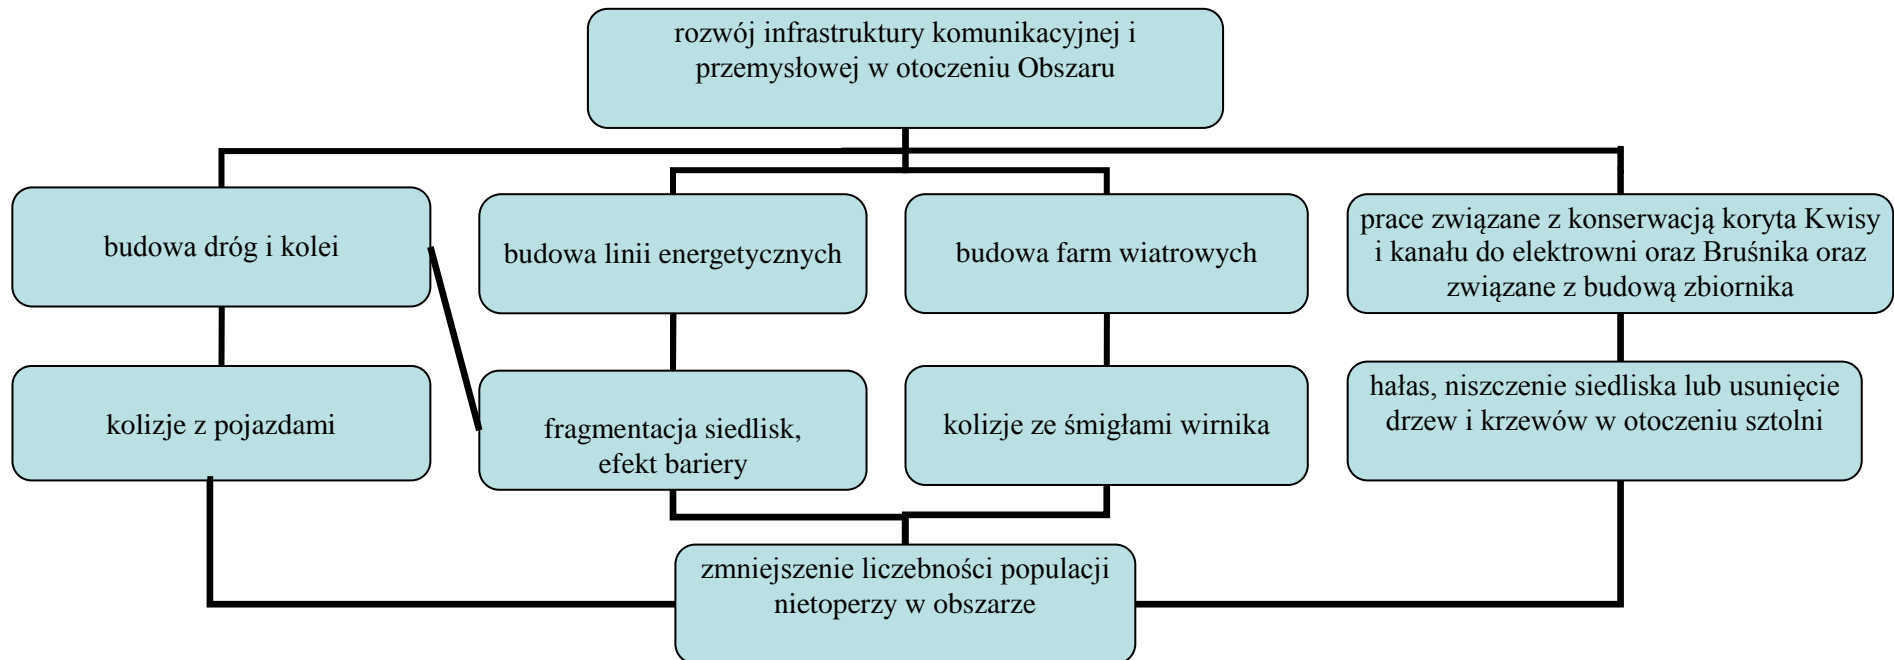 rozwój infrastruktury komunikacyjnej i
przemysłowej w otoczeniu Obszaru
budowa dróg i kolei
budowa linii energetycznych
budowa farm wiatrowych
prace związane z konserwacją koryta Kwisy
i kanału do elektrowni oraz Bruśnika oraz
związane z budową zbiornika
kolizje z pojazdami
fragmentacja siedlisk,
efekt bariery
kolizje ze śmigłami wirnika
hałas, niszczenie siedliska lub usunięcie
drzew i krzewów w otoczeniu sztolni
zmniejszenie liczebności populacji
nietoperzy w obszarze